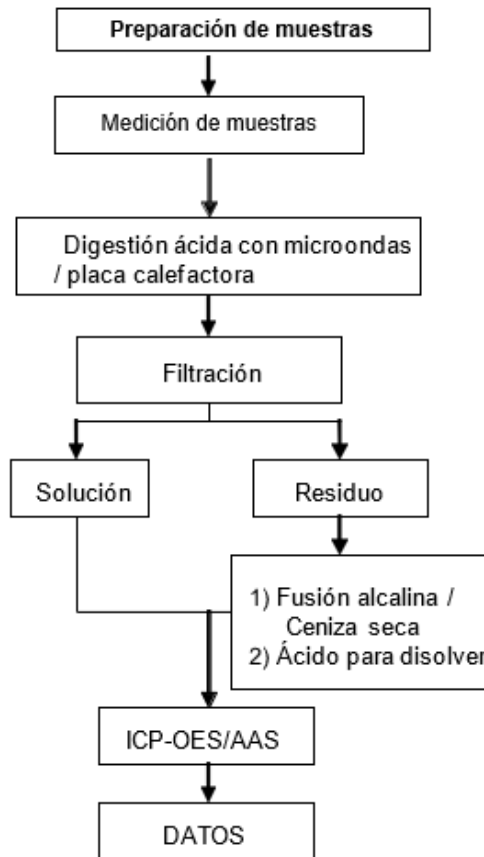 Preparación de muestras
Medición de muestras
Digestión ácida con microondas
/ placa calefactora
Filtración
Solución
Residuo
1) Fusión alcalina /
Ceniza seca
2) Ácido para disolver
ICP-OES/AAS
DATOS